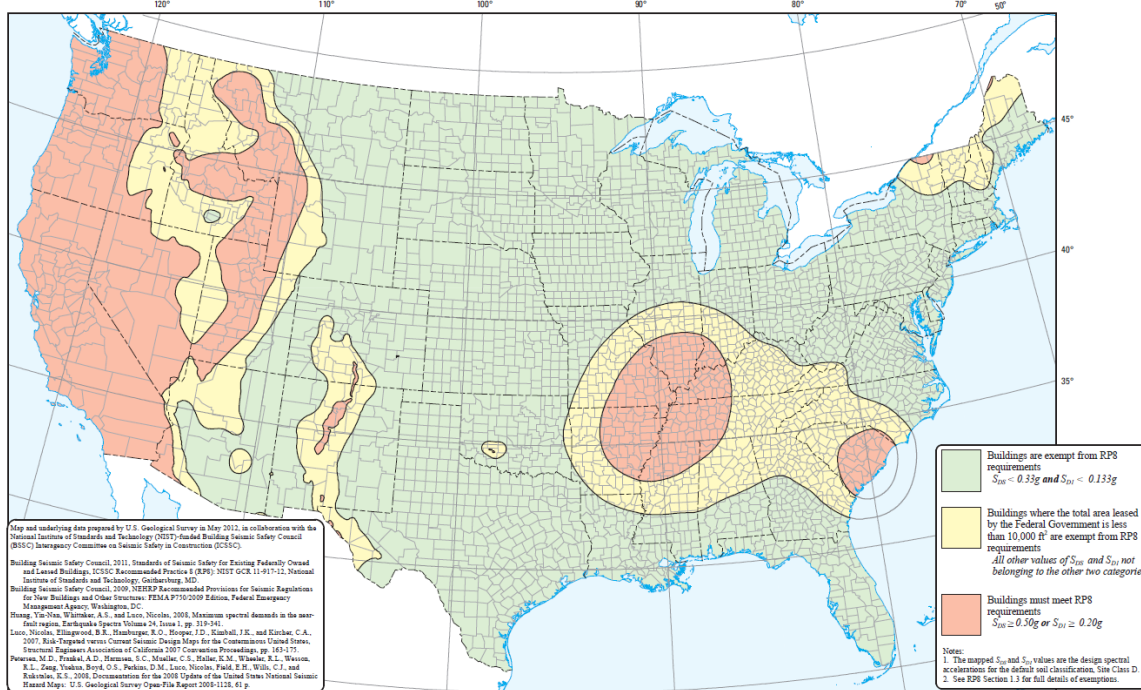 120°
110°
100°
90°
80°
70°
50°
45°
40°
35°
Map and underlying data prepared by U.S. Geological Survey in May 2012, in collaboration with the
National Institute of Standards and Technology (NIST)-funded Building Seismic Safety Council
(BSSC) Interagency Committee on Seismic Safety in Construction (ICSSC).
Building Seismic Safety Council, 2011, Standards of Seismic Safety for Existing Federally Owned
and Leased Buildings, ICSSC Recommended Practice 8 (RP8): NIST GCR 11-917-12, National
Institute of Standards and Technology, Gaithersburg, MD.
Building Seismic Safety Council, 2009, NEHRP Recommended Provisions for Seismic Regulations
for New Buildings and Other Structures: FEMA P750/2009 Edition, Federal Emergency
Management Agency, Washington, DC.
Huang, Yin-Nan, Whittaker, A.S., and Luco, Nicolas, 2008, Maximum spectral demands in the near-
fault region, Earthquake Spectra Volume 24, Issue 1, pp. 319-341.
Luco, Nicolas, Ellingwood, B.R., Hamburger, R.O., Hooper, J.D., Kimball, J.K., and Kircher, C.A.,
2007, Risk-Targeted versus Current Seismic Design Maps for the Conterminous United States,
Structural Engineers Association of California 2007 Convention Proceedings, pp. 163-175.
Petersen, M.D., Frankel, A.D., Harmsen, S.C., Mueller, C.S., Haller, K.M., Wheeler, R.L., Wesson,
R.L., Zeng, Yuehua, Boyd, O.S., Perkins, D.M., Luco, Nicolas, Field, E.H., Wills, C.J., and
Rukstales, K.S., 2008, Documentation for the 2008 Update of the United States National Seismic
Hazard Maps: U.S. Geological Survey Open-File Report 2008-1128, 61 p.
Buildings are exempt from RP8
requirements
S_DS < 0.33g and S_D1 < 0.133g
Buildings where the total area leased
by the Federal Government is less
than 10,000 ft² are exempt from RP8
requirements
All other values of S_DS and S_D1 not
belonging to the other two categorie
Buildings must meet RP8
requirements
S_DS ≥ 0.50g or S_D1 ≥ 0.20g
Notes:
1. The mapped S_DS and S_D1 values are the design spectral
accelerations for the default soil classification, Site Class D.
2. See RP8 Section 1.3 for full details of exemptions.